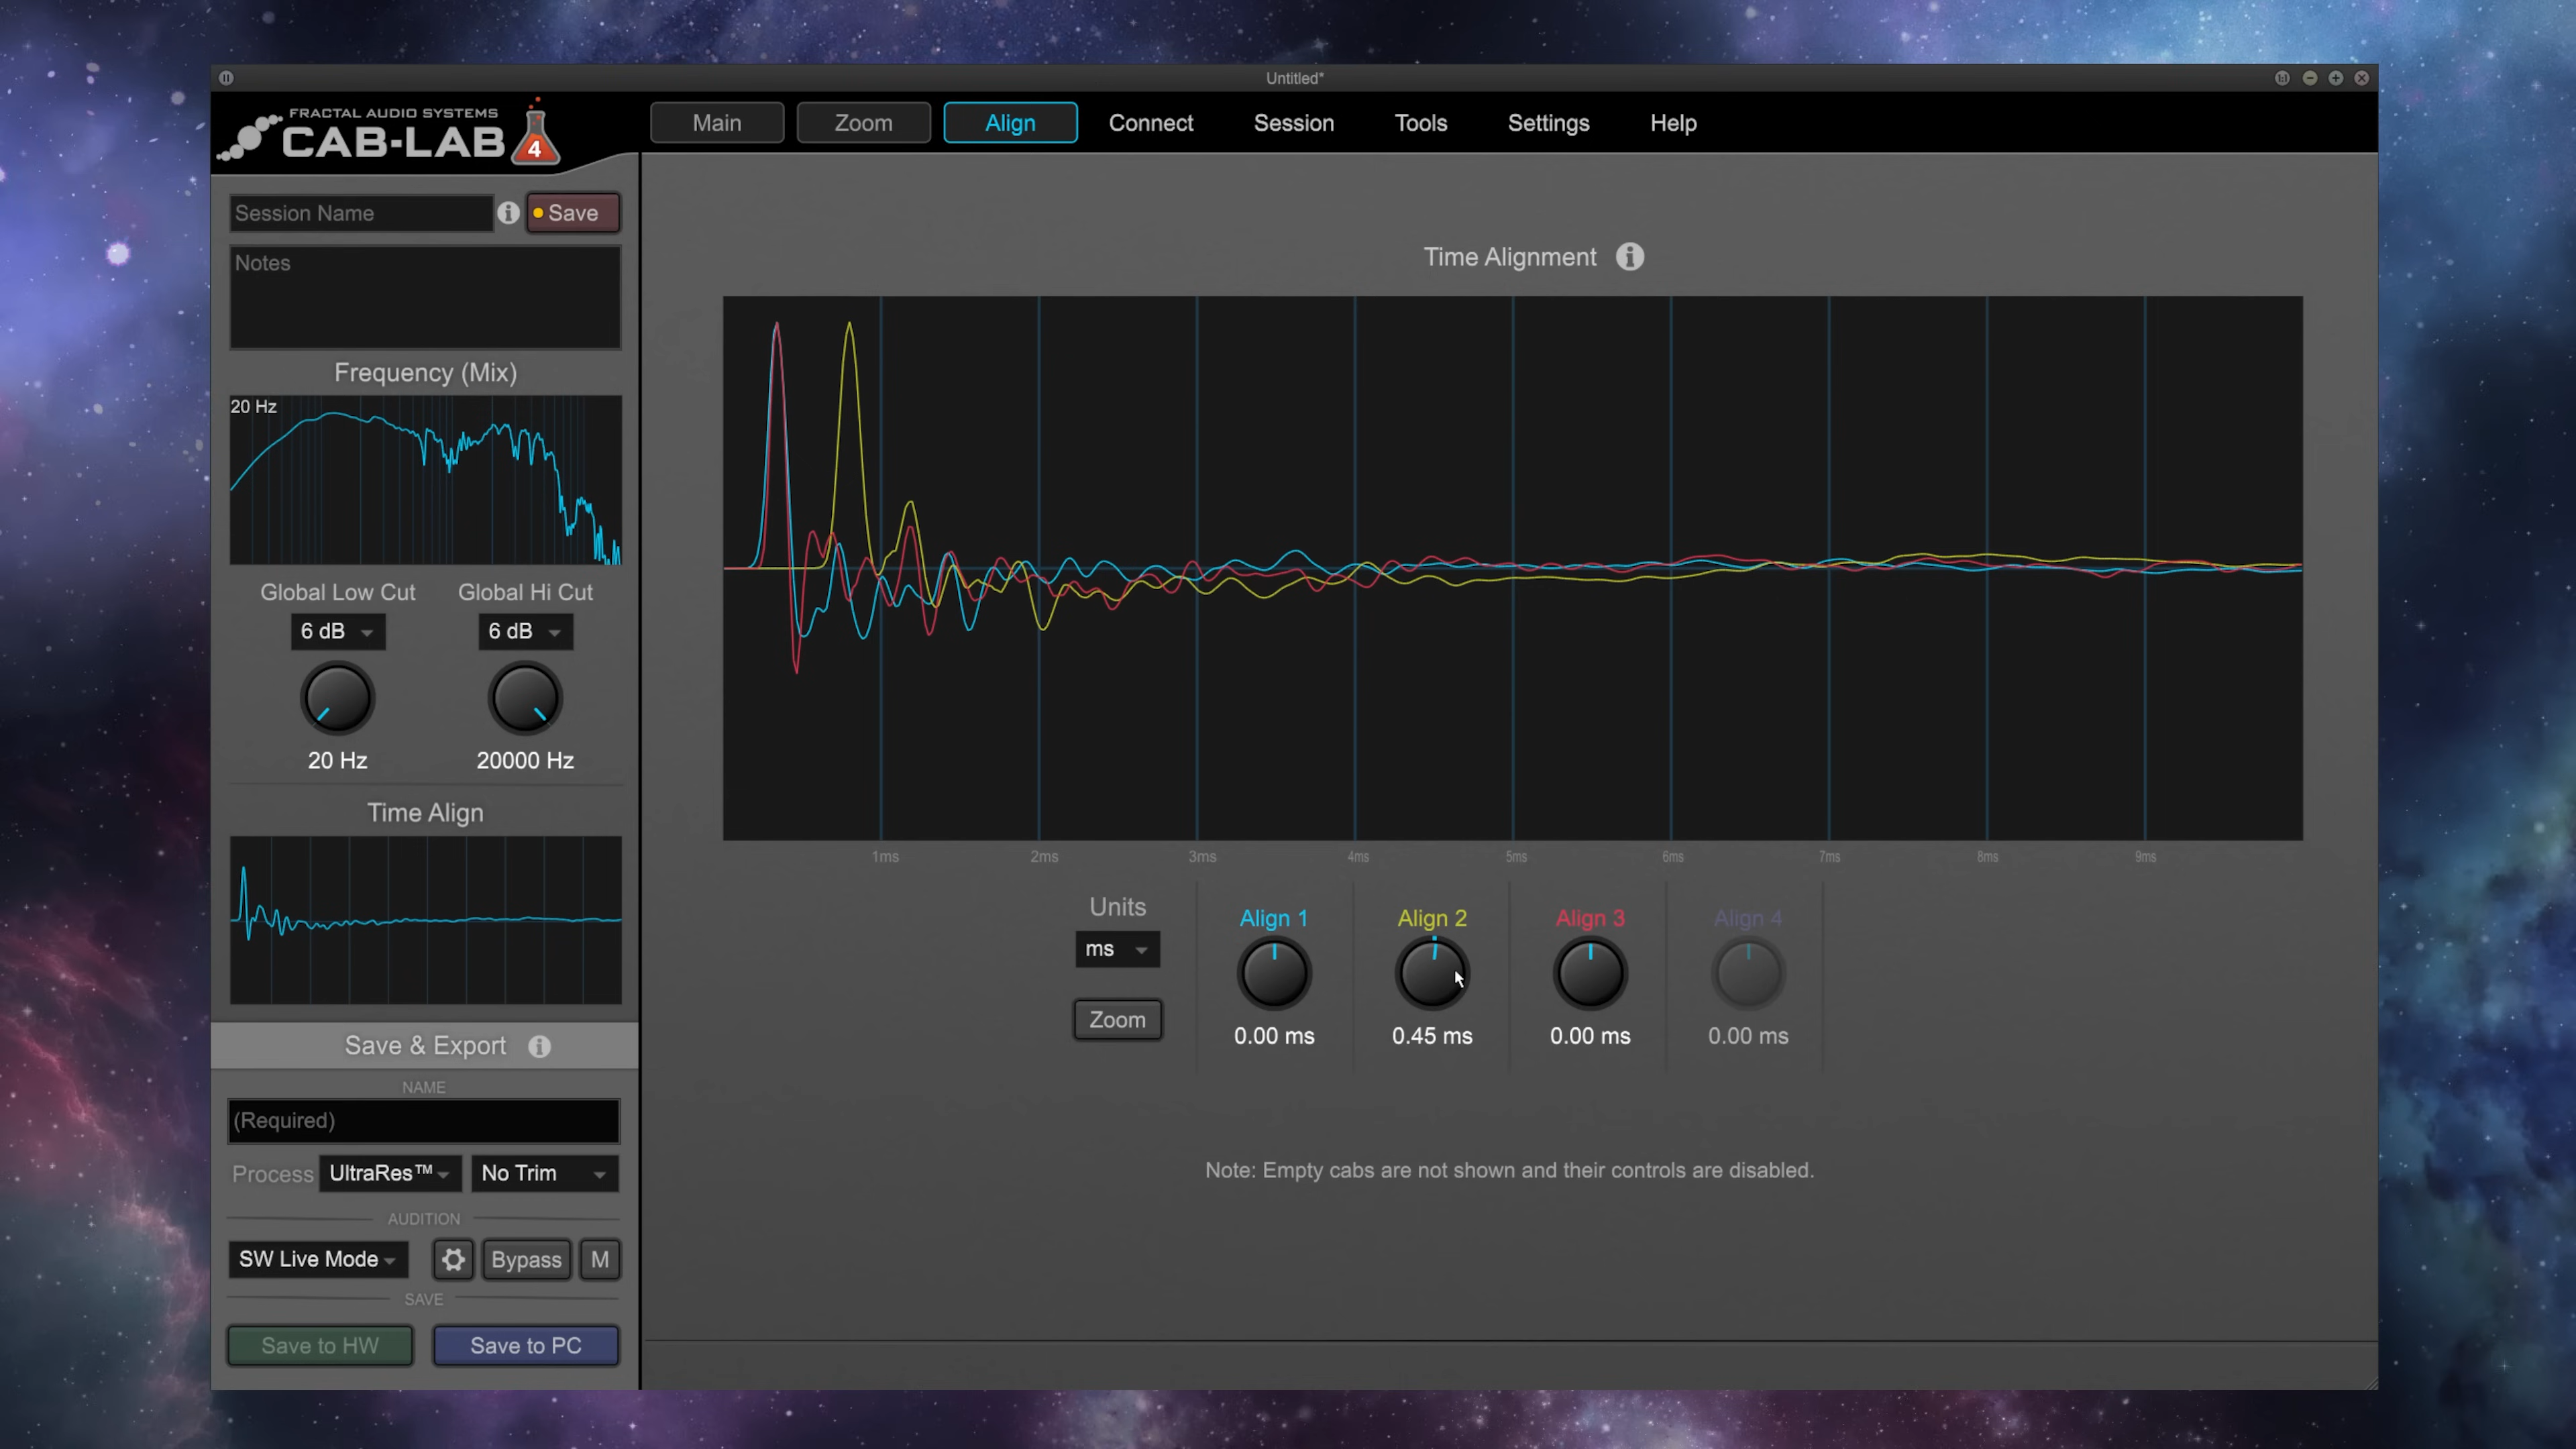 Untitled*
FRACTAL AUDIO SYSTEMS
CAB-LAB 4
Main Zoom Align Connect Session Tools Settings Help
Session Name Save
Notes
Frequency (Mix)
20 Hz
Global Low Cut Global Hi Cut
6 dB 6 dB
20 Hz 20000 Hz
Time Align
Save & Export
NAME
(Required)
Process UltraRes™ No Trim
AUDITION
SW Live Mode Bypass M
SAVE
Save to HW Save to PC
Time Alignment
1ms 2ms 3ms 4ms 5ms 6ms 7ms 8ms 9ms
Units Align 1 Align 2 Align 3 Align 4
ms
Zoom
0.00 ms 0.45 ms 0.00 ms 0.00 ms
Note: Empty cabs are not shown and their controls are disabled.